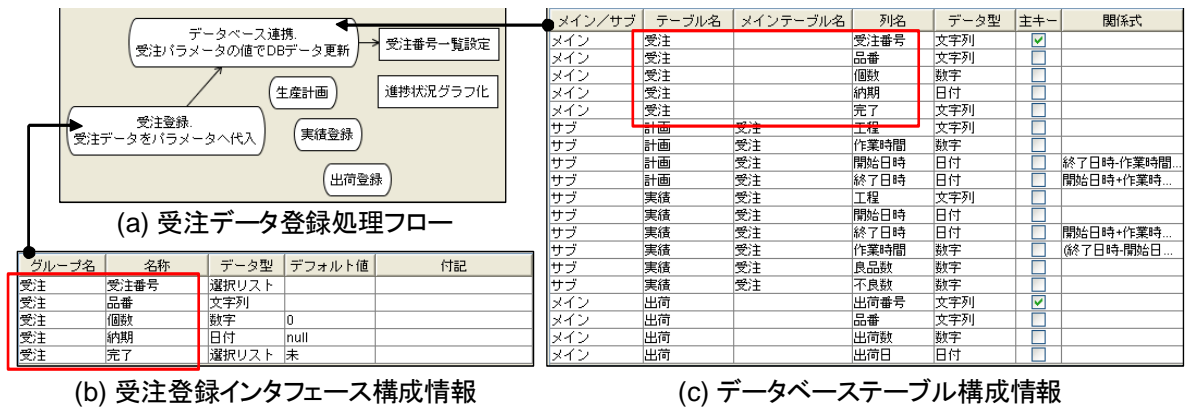 データベース連携.
受注パラメータの値でDBデータ更新
受注番号一覧設定
生産計画
進捗状況グラフ化
受注登録.
受注データをパラメータへ代入
実績登録
出荷登録
(a) 受注データ登録処理フロー
グループ名 名称 データ型 デフォルト値 付記
受注 受注番号 選択リスト
受注 品番 文字列
受注 個数 数字 0
受注 納期 日付 null
受注 完了 選択リスト 未
(b) 受注登録インタフェース構成情報
メイン／サブ テーブル名 メインテーブル名 列名 データ型 主キー 関係式
メイン 受注 受注番号 文字列
メイン 受注 品番 文字列
メイン 受注 個数 数字
メイン 受注 納期 日付
メイン 受注 完了 文字列
サブ 計画 受注 工程 文字列
サブ 計画 受注 作業時間 数字
サブ 計画 受注 開始日時 日付 終了日時-作業時間...
サブ 計画 受注 終了日時 日付 開始日時+作業時...
サブ 実績 受注 工程 文字列
サブ 実績 受注 開始日時 日付
サブ 実績 受注 終了日時 日付 開始日時+作業時...
サブ 実績 受注 作業時間 数字 (終了日時-開始日...
サブ 実績 受注 良品数 数字
サブ 実績 受注 不良数 数字
メイン 出荷 出荷番号 文字列
メイン 出荷 品番 文字列
メイン 出荷 出荷数 数字
メイン 出荷 出荷日 日付
(c) データベーステーブル構成情報